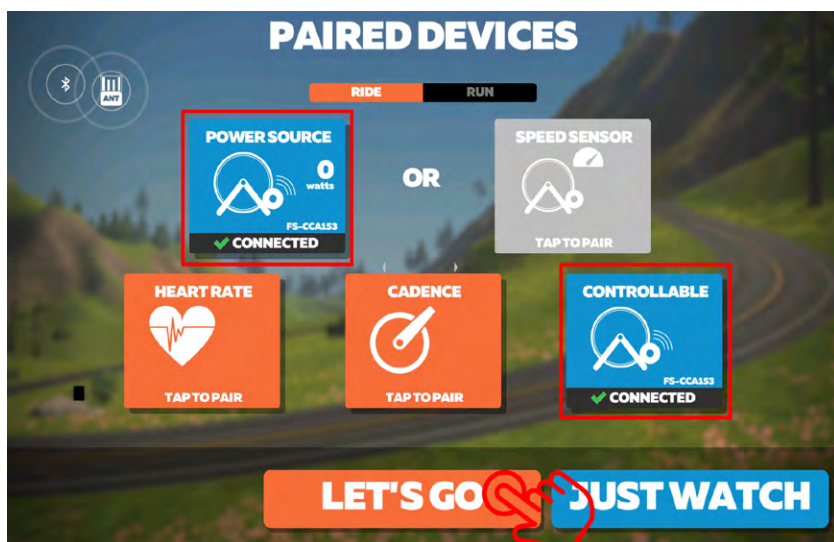 PAIRED DEVICES
ANT
RIDE
RUN
POWER SOURCE
0
watts
FS-CCA153
CONNECTED
OR
SPEED SENSOR
TAP TO PAIR
HEART RATE
TAP TO PAIR
CADENCE
TAP TO PAIR
CONTROLLABLE
FS-CCA153
CONNECTED
LET'S GO
JUST WATCH